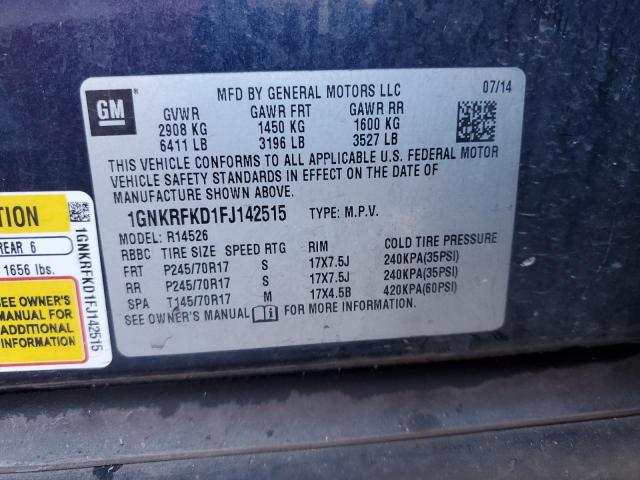 GM
MFD BY GENERAL MOTORS LLC 07/14
GVWR GAWR FRT GAWR RR
2908 KG 1450 KG 1600 KG
6411 LB 3196 LB 3527 LB
THIS VEHICLE CONFORMS TO ALL APPLICABLE U.S. FEDERAL MOTOR
VEHICLE SAFETY STANDARDS IN EFFECT ON THE DATE OF
MANUFACTURE SHOWN ABOVE.
1GNKRFKD1FJ142515 TYPE: M.P.V.
MODEL: R14526
RBBC TIRE SIZE SPEED RTG RIM COLD TIRE PRESSURE
FRT P245/70R17 S 17X7.5J 240KPA(35PSI)
RR P245/70R17 S 17X7.5J 240KPA(35PSI)
SPA T145/70R17 M 17X4.5B 420KPA(60PSI)
SEE OWNER'S MANUAL FOR MORE INFORMATION
TION
REAR 6
1656 lbs.
SEE OWNER'S
MANUAL FOR
ADDITIONAL
INFORMATION
1GNKRFKD1FJ142515